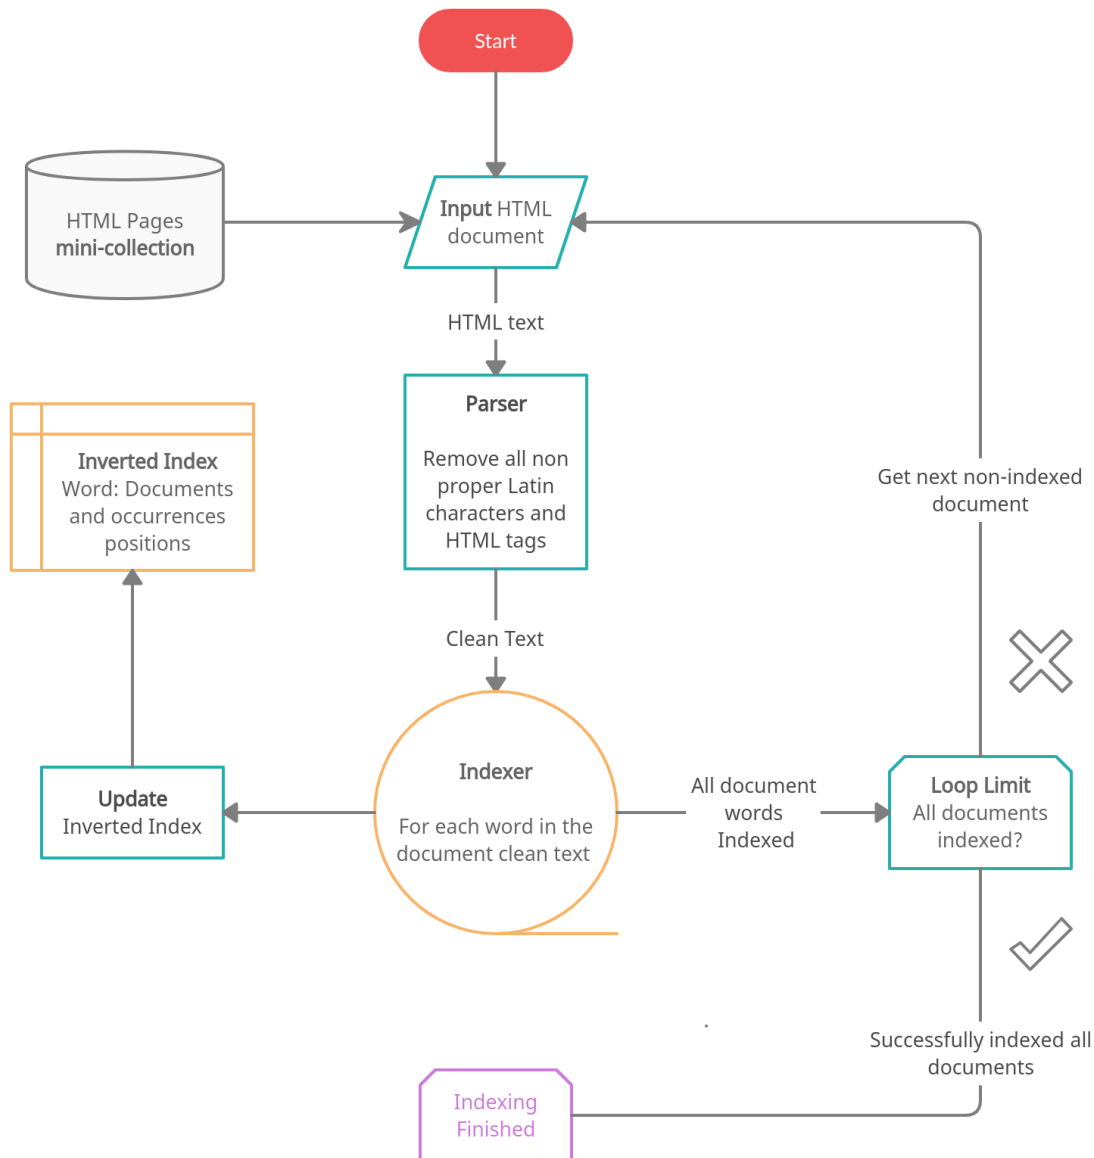 Start
HTML Pages
mini-collection
Input HTML
document
HTML text
Parser
Remove all non
proper Latin
characters and
HTML tags
Inverted Index
Word: Documents
and occurrences
positions
Get next non-indexed
document
Clean Text
Indexer
For each word in the
document clean text
Update
Inverted Index
All document
words
Indexed
Loop Limit
All documents
indexed?
Successfully indexed all
documents
Indexing
Finished